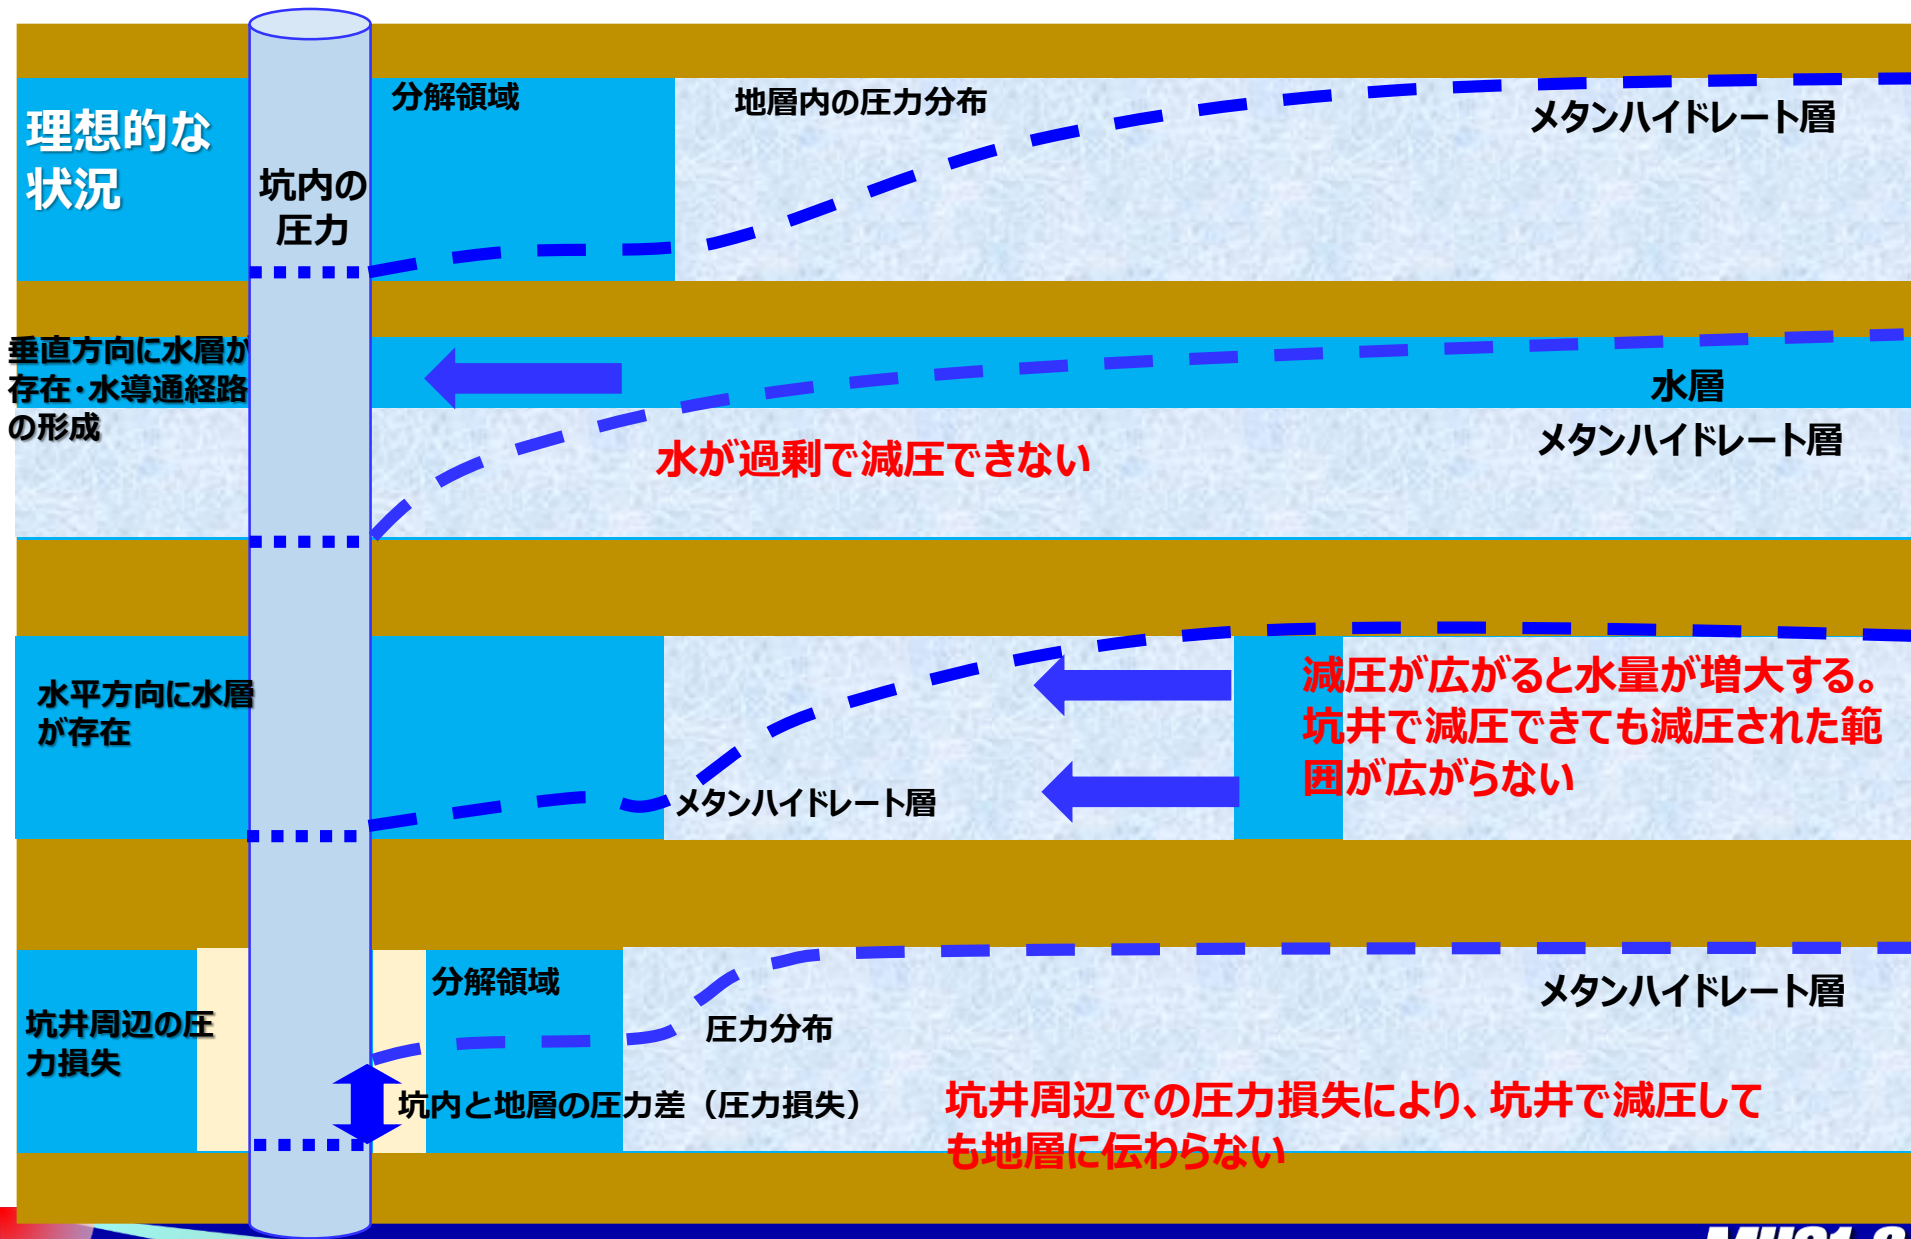 理想的な
状況
坑内の
圧力
分解領域
地層内の圧力分布
メタンハイドレート層
垂直方向に水層が
存在・水導通経路
の形成
水層
メタンハイドレート層
水が過剰で減圧できない
水平方向に水層
が存在
メタンハイドレート層
減圧が広がると水量が増大する。
坑井で減圧できても減圧された範
囲が広がらない
坑井周辺の圧
力損失
分解領域
圧力分布
メタンハイドレート層
坑内と地層の圧力差（圧力損失）
坑井周辺での圧力損失により、坑井で減圧して
も地層に伝わらない